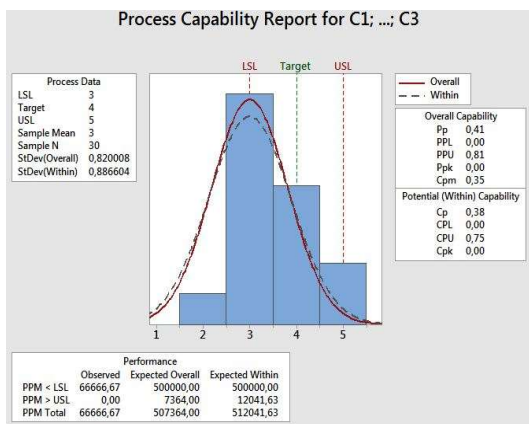 Process Capability Report for C1; ...; C3
LSL Target USL
Process Data
LSL 3
Target 4
USL 5
Sample Mean 3
Sample N 30
StDev(Overall) 0,820008
StDev(Within) 0,886604
Overall
Within
Overall Capability
Pp 0,41
PPL 0,00
PPU 0,81
Ppk 0,00
Cpm 0,35
Potential (Within) Capability
Cp 0,38
CPL 0,00
CPU 0,75
Cpk 0,00
1 2 3 4 5
Performance
Observed Expected Overall Expected Within
PPM < LSL 66666,67 500000,00 500000,00
PPM > USL 0,00 7364,00 12041,63
PPM Total 66666,67 507364,00 512041,63